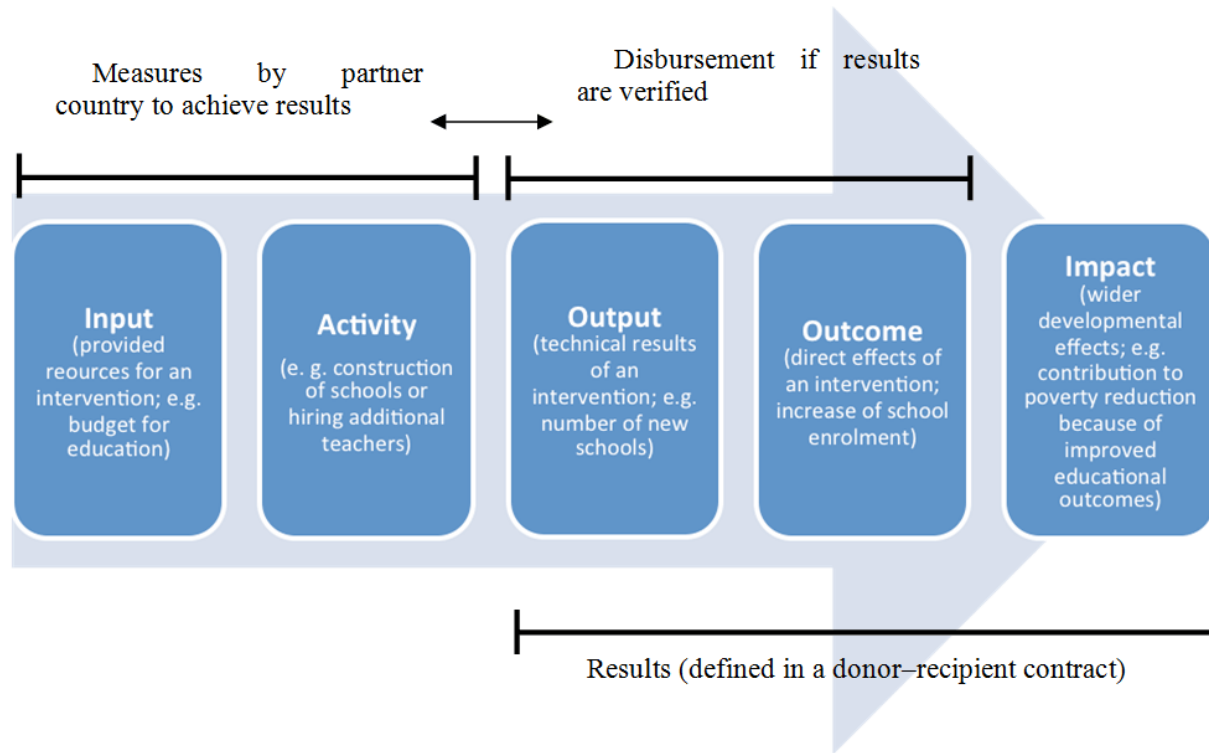 Measures by partner
country to achieve results
Disbursement if results
are verified
Input
(provided
reources for an
intervention; e.g.
budget for
education)
Activity
(e. g. construction
of schools or
hiring additional
teachers)
Output
(technical results
of an
intervention; e.g.
number of new
schools)
Outcome
(direct effects of
an intervention;
increase of school
enrolment)
Impact
(wider
developmental
effects; e.g.
contribution to
poverty reduction
because of
improved
educational
outcomes)
Results (defined in a donor–recipient contract)